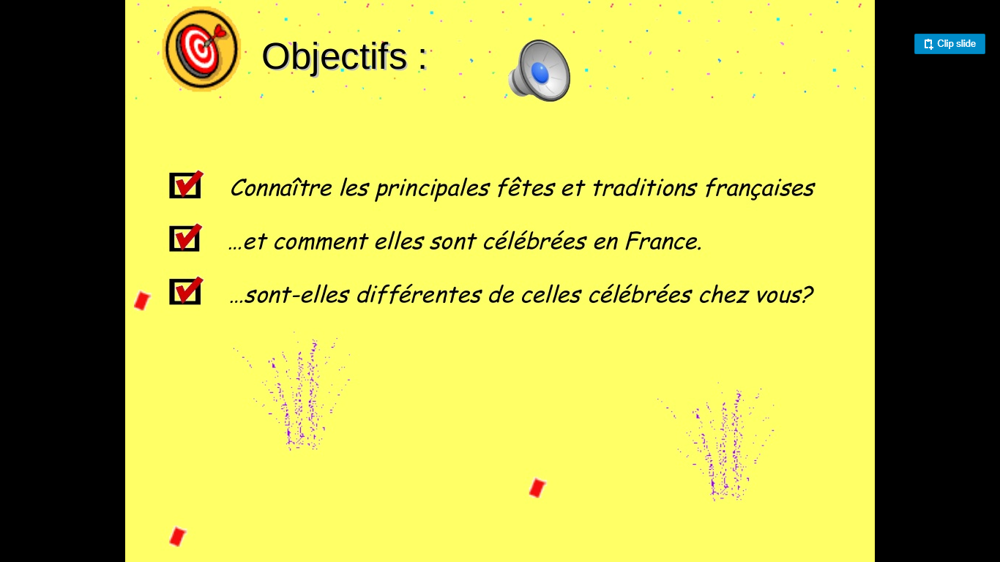 Objectifs :
Clip slide
Connaître les principales fêtes et traditions françaises
…et comment elles sont célébrées en France.
…sont-elles différentes de celles célébrées chez vous?